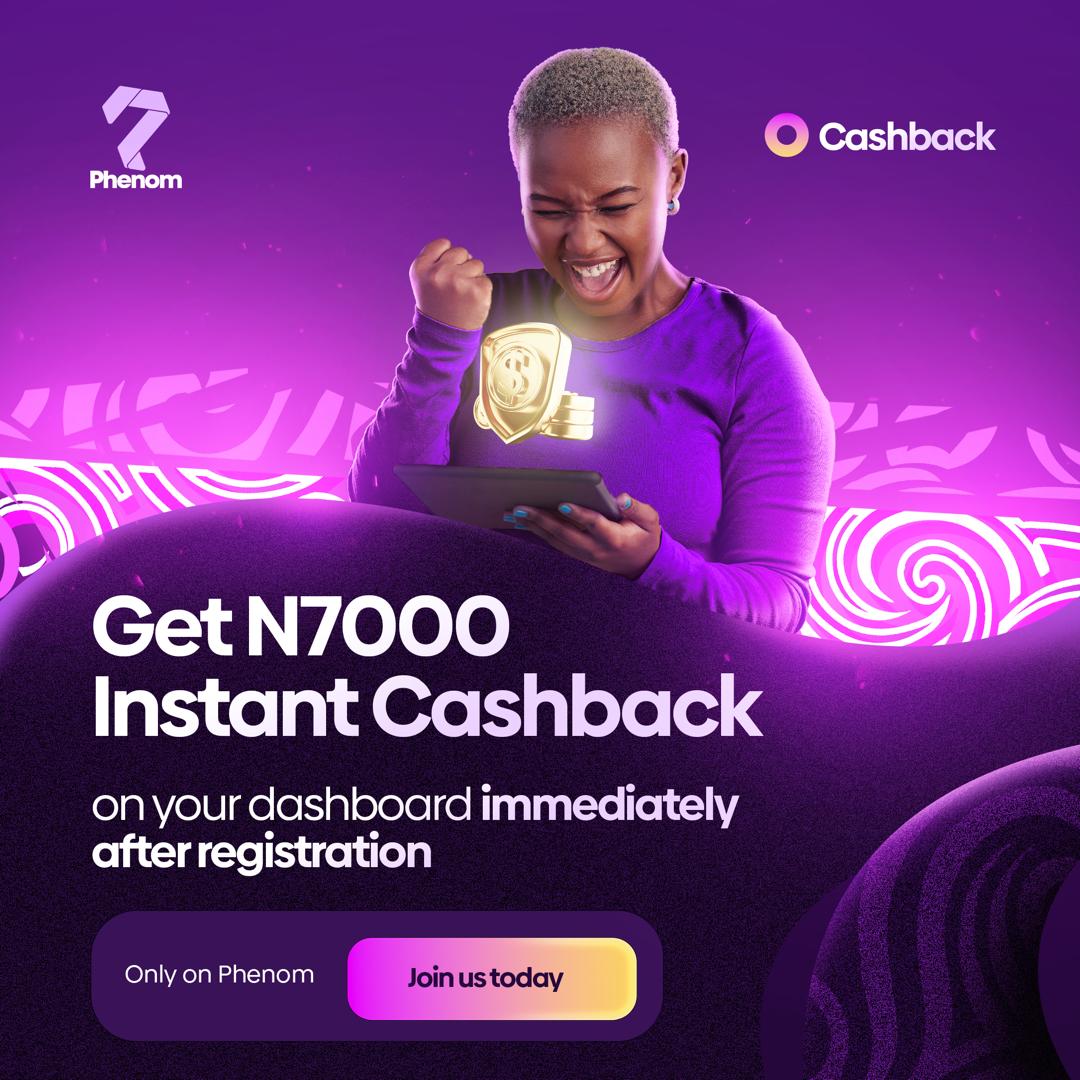 Phenom
Cashback
Get N7000
Instant Cashback
on your dashboard immediately
after registration
Only on Phenom
Join us today